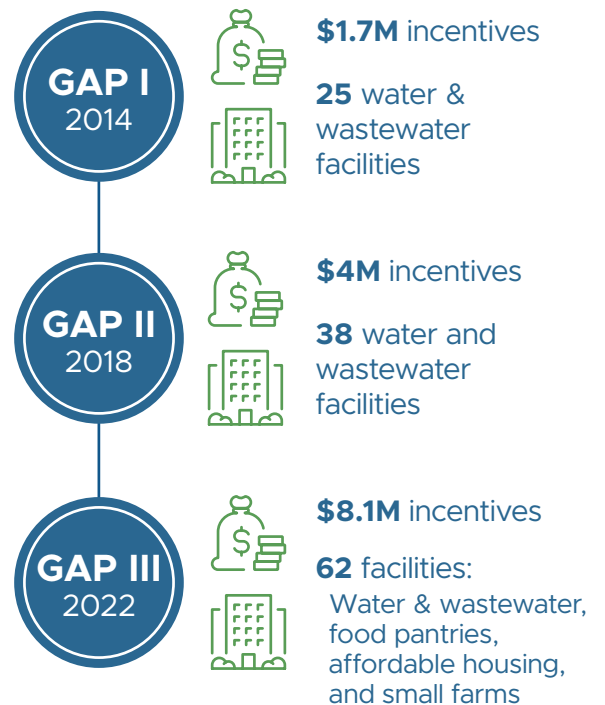 GAP I
2014
$1.7M incentives
25 water &
wastewater
facilities
GAP II
2018
$4M incentives
38 water and
wastewater
facilities
GAP III
2022
$8.1M incentives
62 facilities:
Water & wastewater,
food pantries,
affordable housing,
and small farms